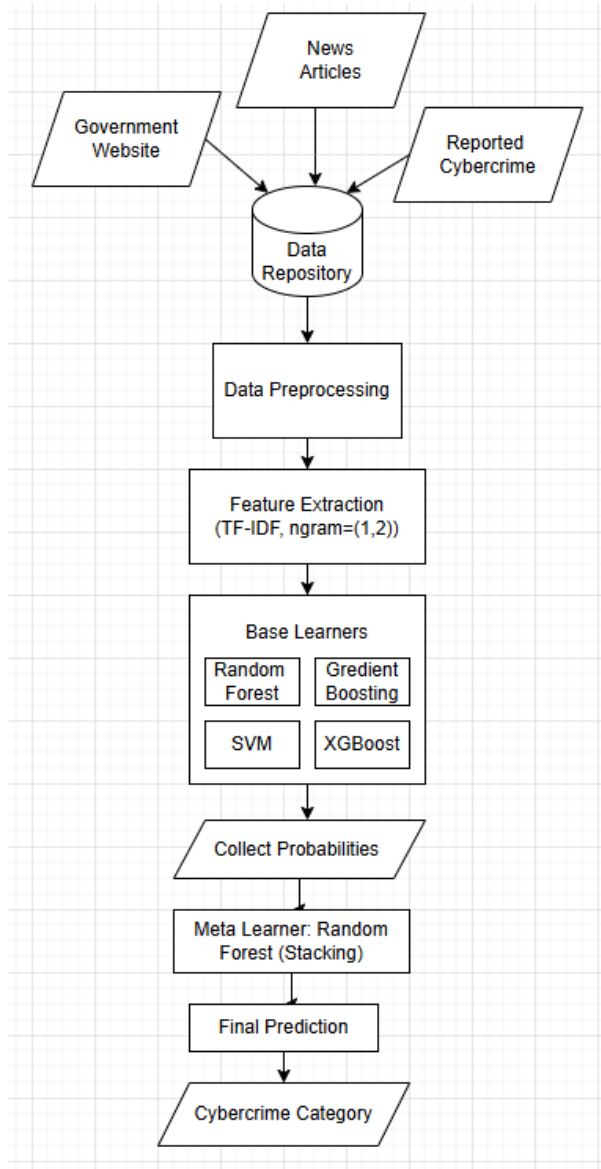 News
Articles
Government
Website
Reported
Cybercrime
Data
Repository
Data Preprocessing
Feature Extraction
(TF-IDF, ngram=(1,2))
Base Learners
Random
Forest
Gredient
Boosting
SVM
XGBoost
Collect Probabilities
Meta Learner: Random
Forest (Stacking)
Final Prediction
Cybercrime Category